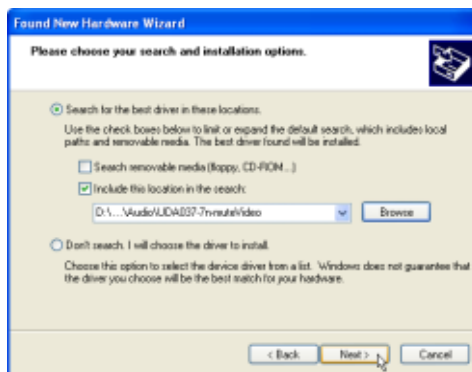 Found New Hardware Wizard
Please choose your search and installation options.
Search for the best driver in these locations.
Use the check boxes below to limit or expand the default search, which includes local
paths and removable media. The best driver found will be installed.
Search removable media (floppy, CD-ROM...)
Include this location in the search:
Browse
Don't search. I will choose the driver to install.
Choose this option to select the device driver from a list. Windows does not guarantee that
the driver you choose will be the best match for your hardware.
< Back
Next >
Cancel